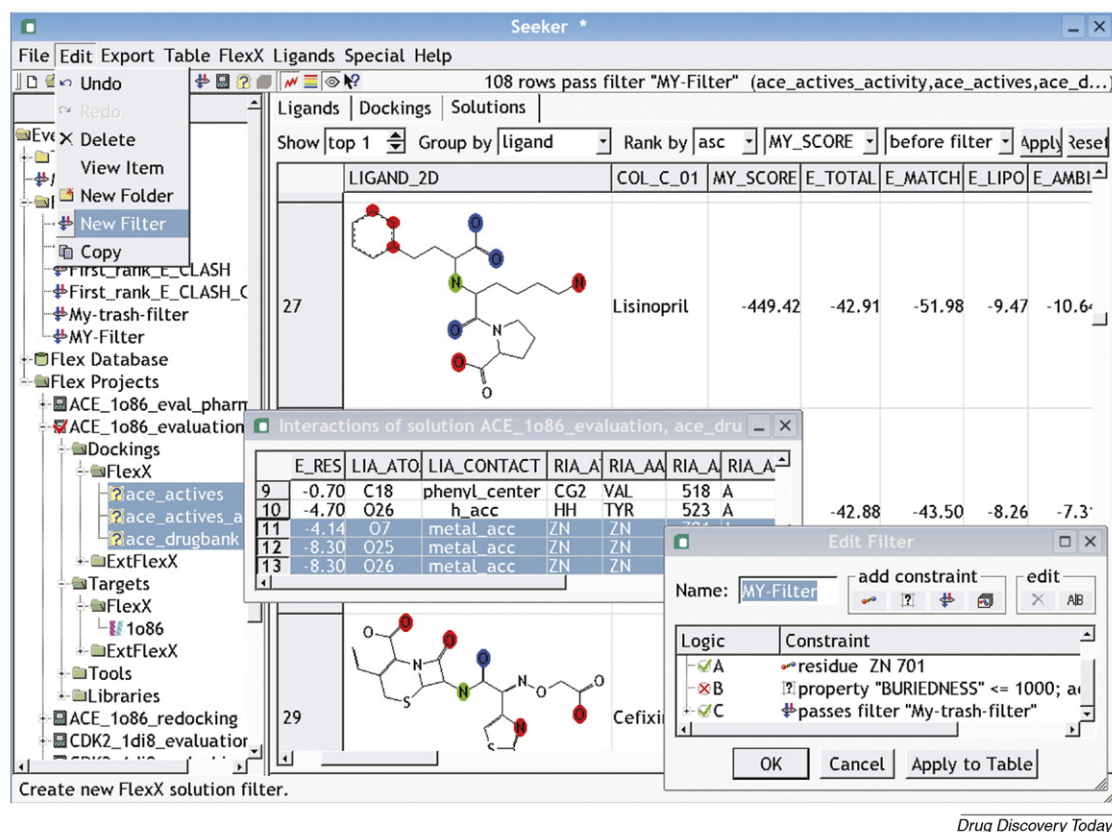 Seeker *
File Edit Export Table FlexX Ligands Special Help
108 rows pass filter "MY-Filter" (ace_actives_activity,ace_actives,ace_d...)
Undo
Redo
Delete
View Item
New Folder
New Filter
Copy
Eve
First_rank_E_CLASH
First_rank_E_CLASH_C
My-trash-filter
MY-Filter
Flex Database
Flex Projects
ACE_1o86_eval_pharm
ACE_1o86_evaluation
Dockings
FlexX
ace_actives
ace_actives_a
ace_drugbank
ExtFlexX
Targets
FlexX
1o86
ExtFlexX
Tools
Libraries
ACE_1o86_redocking
CDK2_1di8_evaluation
Ligands Dockings Solutions
Show top 1 Group by ligand Rank by asc MY_SCORE before filter Apply Reset
LIGAND_2D COL_C_01 MY_SCORE E_TOTAL E_MATCH E_LIPO E_AMBI
27 Lisinopril -449.42 -42.91 -51.98 -9.47 -10.64
O
O
N
N
O
N
O
O
-42.88 -43.50 -8.26 -7.3
29 Cefixi
O
O
O
O
N
N
N
O
O
O
S
N
S
Interactions of solution ACE_1o86_evaluation, ace_dru
E_RES LIA_ATO LIA_CONTACT RIA_A RIA_AA RIA_A RIA_A
9 -0.70 C18 phenyl_center CG2 VAL 518 A
10 -4.70 O26 h_acc HH TYR 523 A
11 -4.14 O7 metal_acc ZN ZN
12 -8.30 O25 metal_acc ZN ZN
13 -8.30 O26 metal_acc ZN ZN
Edit Filter
Name: MY-Filter add constraint edit
A|B
Logic Constraint
A residue ZN 701
B property "BURIEDNESS" <= 1000; a
C passes filter "My-trash-filter"
OK Cancel Apply to Table
Create new FlexX solution filter.
Drug Discovery Today